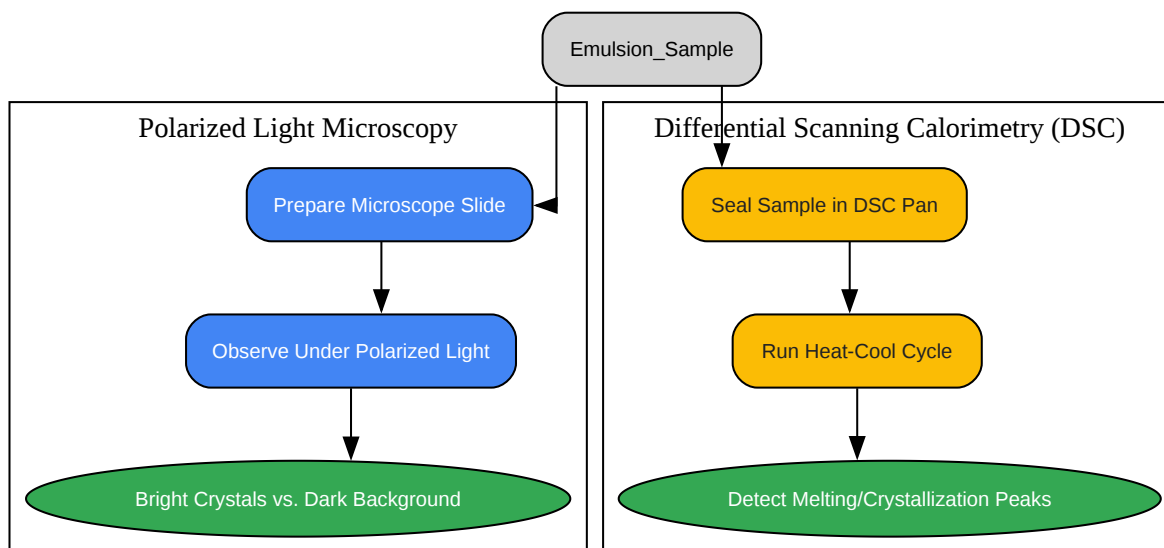 Emulsion_Sample
Polarized Light Microscopy
Differential Scanning Calorimetry (DSC)
Prepare Microscope Slide
Seal Sample in DSC Pan
Observe Under Polarized Light
Run Heat-Cool Cycle
Bright Crystals vs. Dark Background
Detect Melting/Crystallization Peaks